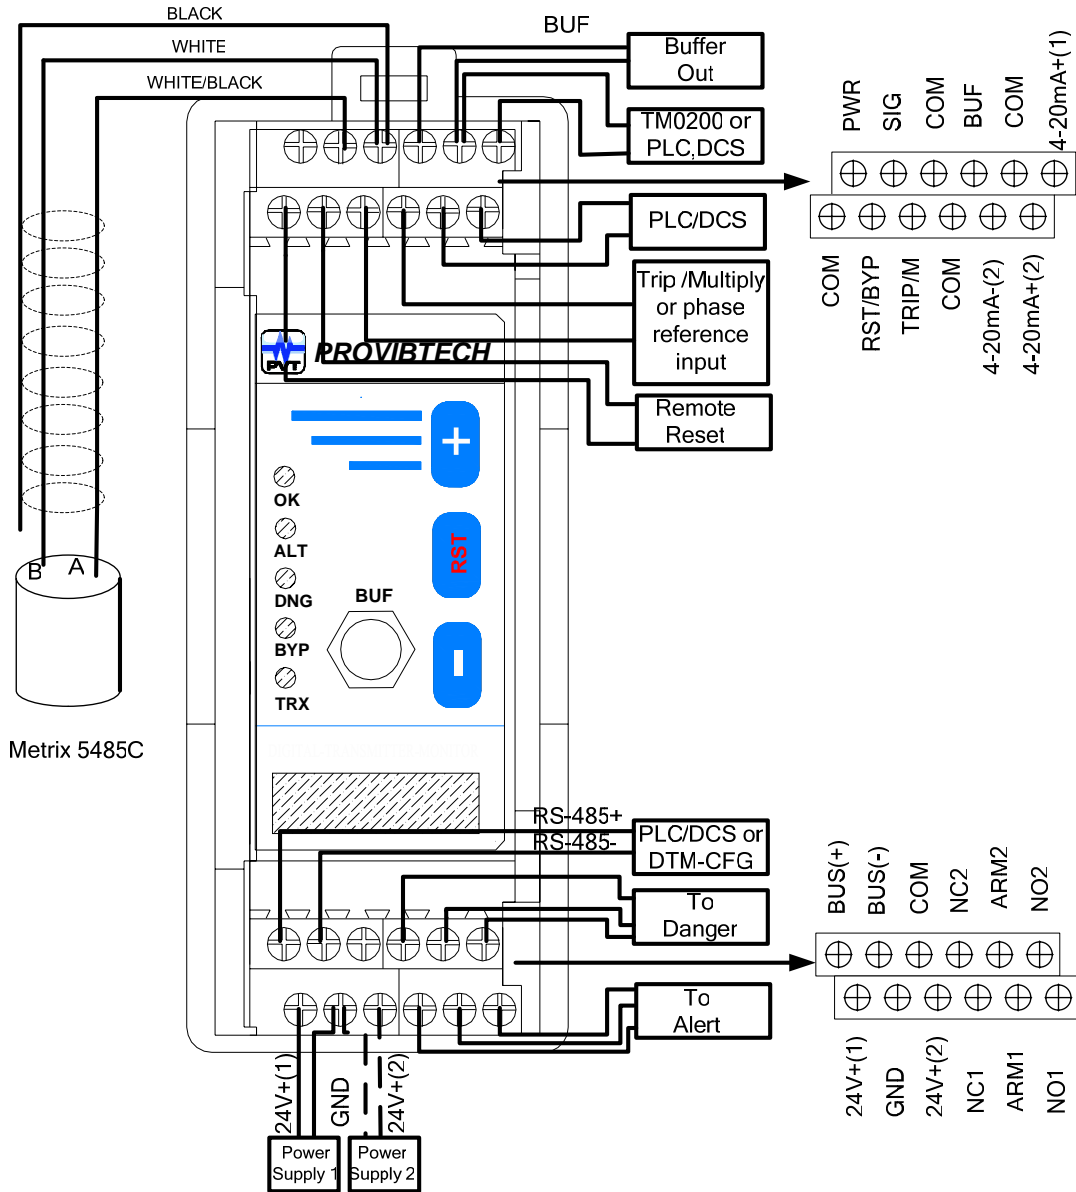 BLACK
WHITE
WHITE/BLACK
BUF
Buffer
Out
TM0200 or
PLC,DCS
PLC/DCS
Trip /Multiply
or phase
reference
input
Remote
Reset
PWR
SIG
COM
BUF
COM
4-20mA+(1)
COM
RST/BYP
TRIP/M
COM
4-20mA-(2)
4-20mA+(2)
PVT
PROVIBTECH
+
RST
-
OK
ALT
DNG
BYP
TRX
BUF
B
A
Metrix 5485C
RS-485+
RS-485-
PLC/DCS or
DTM-CFG
To
Danger
To
Alert
BUS(+)
BUS(-)
COM
NC2
ARM2
NO2
24V+(1)
GND
24V+(2)
NC1
ARM1
NO1
24V+(1)
GND
24V+(2)
Power
Supply 1
Power
Supply 2